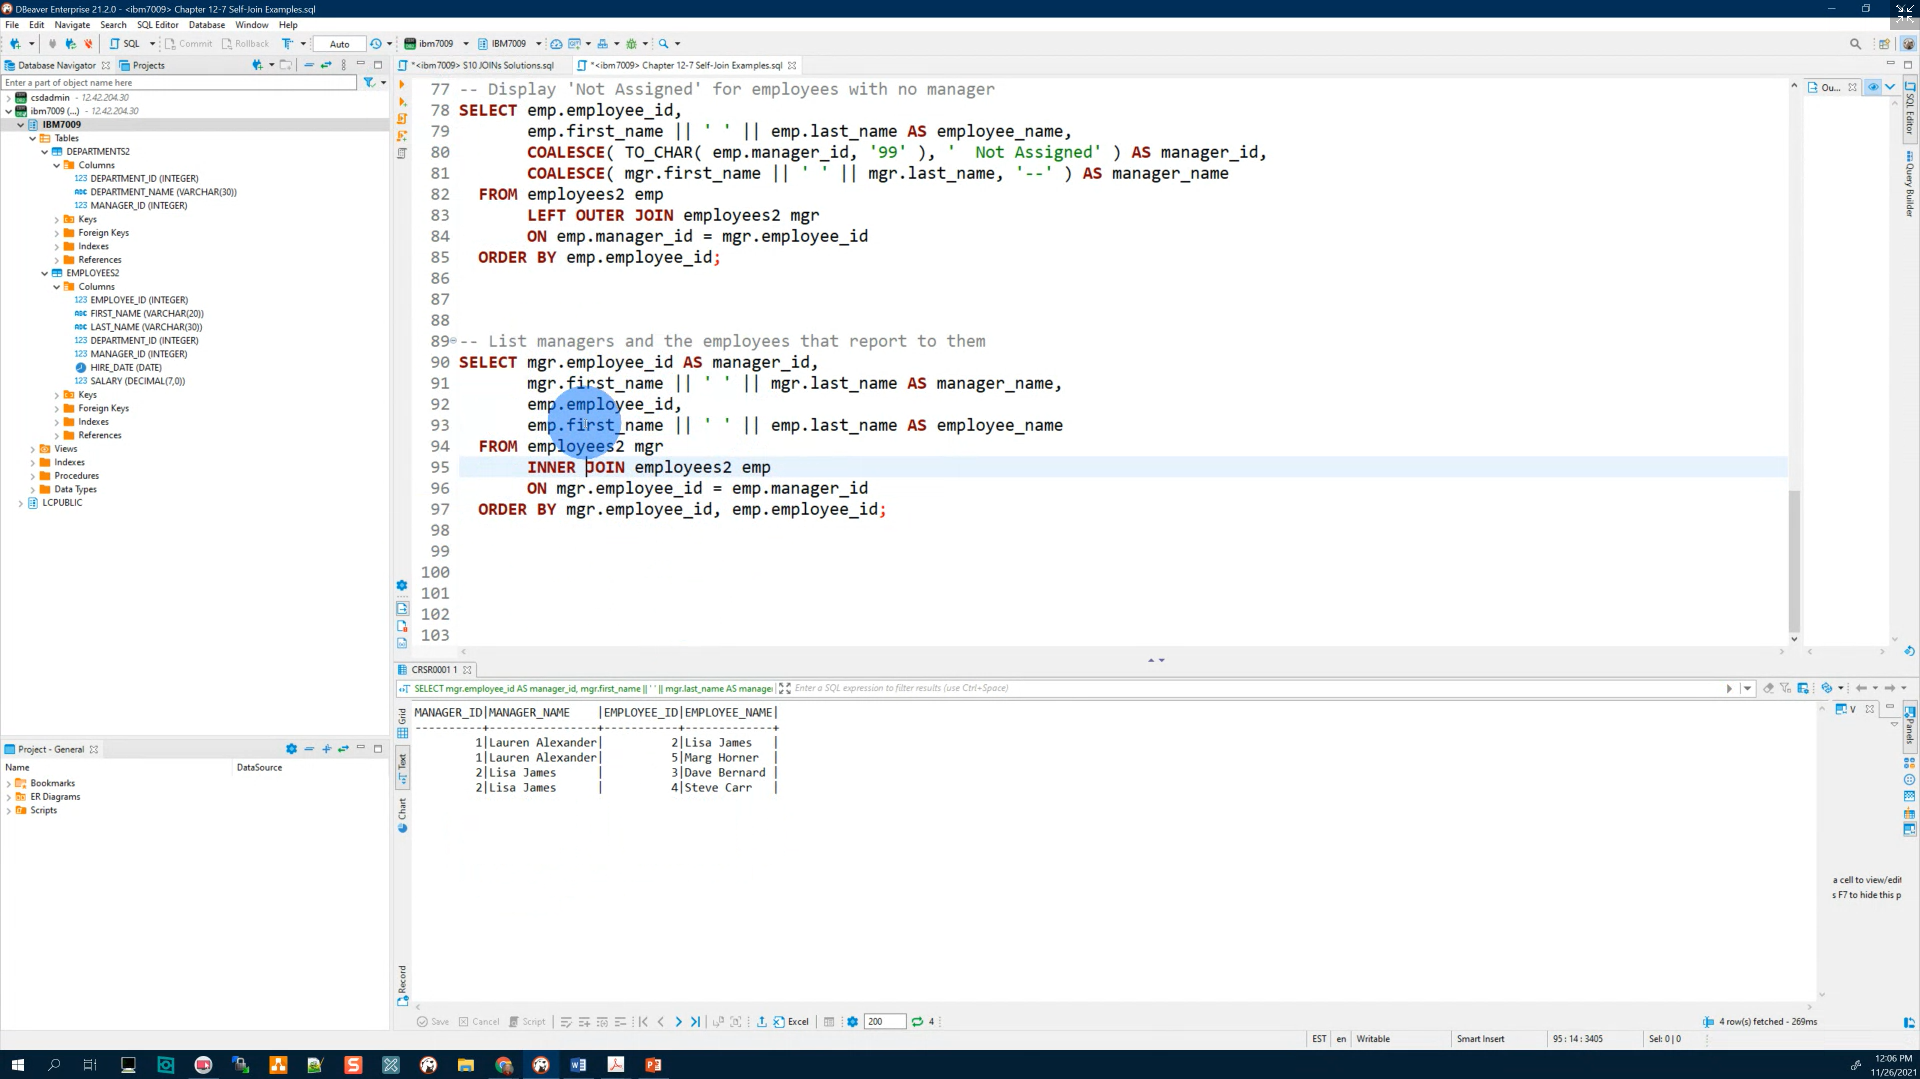 DBeaver Enterprise 21.2.0 - <ibm7009> Chapter 12-7 Self-Join Examples.sql
File Edit Navigate Search SQL Editor Database Window Help
SQL Commit Rollback Auto ibm7009 IBM7009
Database Navigator Projects
Enter a part of object name here
csdadmin - 12.42.204.30
ibm7009 (...) - 12.42.204.30
IBM7009
Tables
DEPARTMENTS2
Columns
123 DEPARTMENT_ID (INTEGER)
ABC DEPARTMENT_NAME (VARCHAR(30))
123 MANAGER_ID (INTEGER)
Keys
Foreign Keys
Indexes
References
EMPLOYEES2
Columns
123 EMPLOYEE_ID (INTEGER)
ABC FIRST_NAME (VARCHAR(20))
ABC LAST_NAME (VARCHAR(30))
123 DEPARTMENT_ID (INTEGER)
123 MANAGER_ID (INTEGER)
HIRE_DATE (DATE)
123 SALARY (DECIMAL(7,0))
Keys
Foreign Keys
Indexes
References
Views
Indexes
Procedures
Data Types
LCPUBLIC
Project - General
Name DataSource
Bookmarks
ER Diagrams
Scripts
*<ibm7009> S10 JOINs Solutions.sql *<ibm7009> Chapter 12-7 Self-Join Examples.sql
77 -- Display 'Not Assigned' for employees with no manager
78 SELECT emp.employee_id,
79 emp.first_name || ' ' || emp.last_name AS employee_name,
80 COALESCE( TO_CHAR( emp.manager_id, '99' ), '  Not Assigned' ) AS manager_id,
81 COALESCE( mgr.first_name || ' ' || mgr.last_name, '--' ) AS manager_name
82 FROM employees2 emp
83 LEFT OUTER JOIN employees2 mgr
84 ON emp.manager_id = mgr.employee_id
85 ORDER BY emp.employee_id;
86
87
88
89 -- List managers and the employees that report to them
90 SELECT mgr.employee_id AS manager_id,
91 mgr.first_name || ' ' || mgr.last_name AS manager_name,
92 emp.employee_id,
93 emp.first_name || ' ' || emp.last_name AS employee_name
94 FROM employees2 mgr
95 INNER JOIN employees2 emp
96 ON mgr.employee_id = emp.manager_id
97 ORDER BY mgr.employee_id, emp.employee_id;
98
99
100
101
102
103
Ou...
SQL Editor
Query Builder
CRSR0001 1
SELECT mgr.employee_id AS manager_id, mgr.first_name || ' ' || mgr.last_name AS manager Enter a SQL expression to filter results (use Ctrl+Space)
Grid
Text
Chart
Record
MANAGER_ID|MANAGER_NAME |EMPLOYEE_ID|EMPLOYEE_NAME|
----------+----------------+-----------+-------------+
1|Lauren Alexander| 2|Lisa James |
1|Lauren Alexander| 5|Marg Horner |
2|Lisa James | 3|Dave Bernard |
2|Lisa James | 4|Steve Carr |
V
Panels
a cell to view/edit
s F7 to hide this p
Save Cancel Script Excel 200 4
4 row(s) fetched - 269ms
EST en Writable Smart Insert 95 : 14 : 3405 Sel: 0 | 0
12:06 PM
11/26/2021